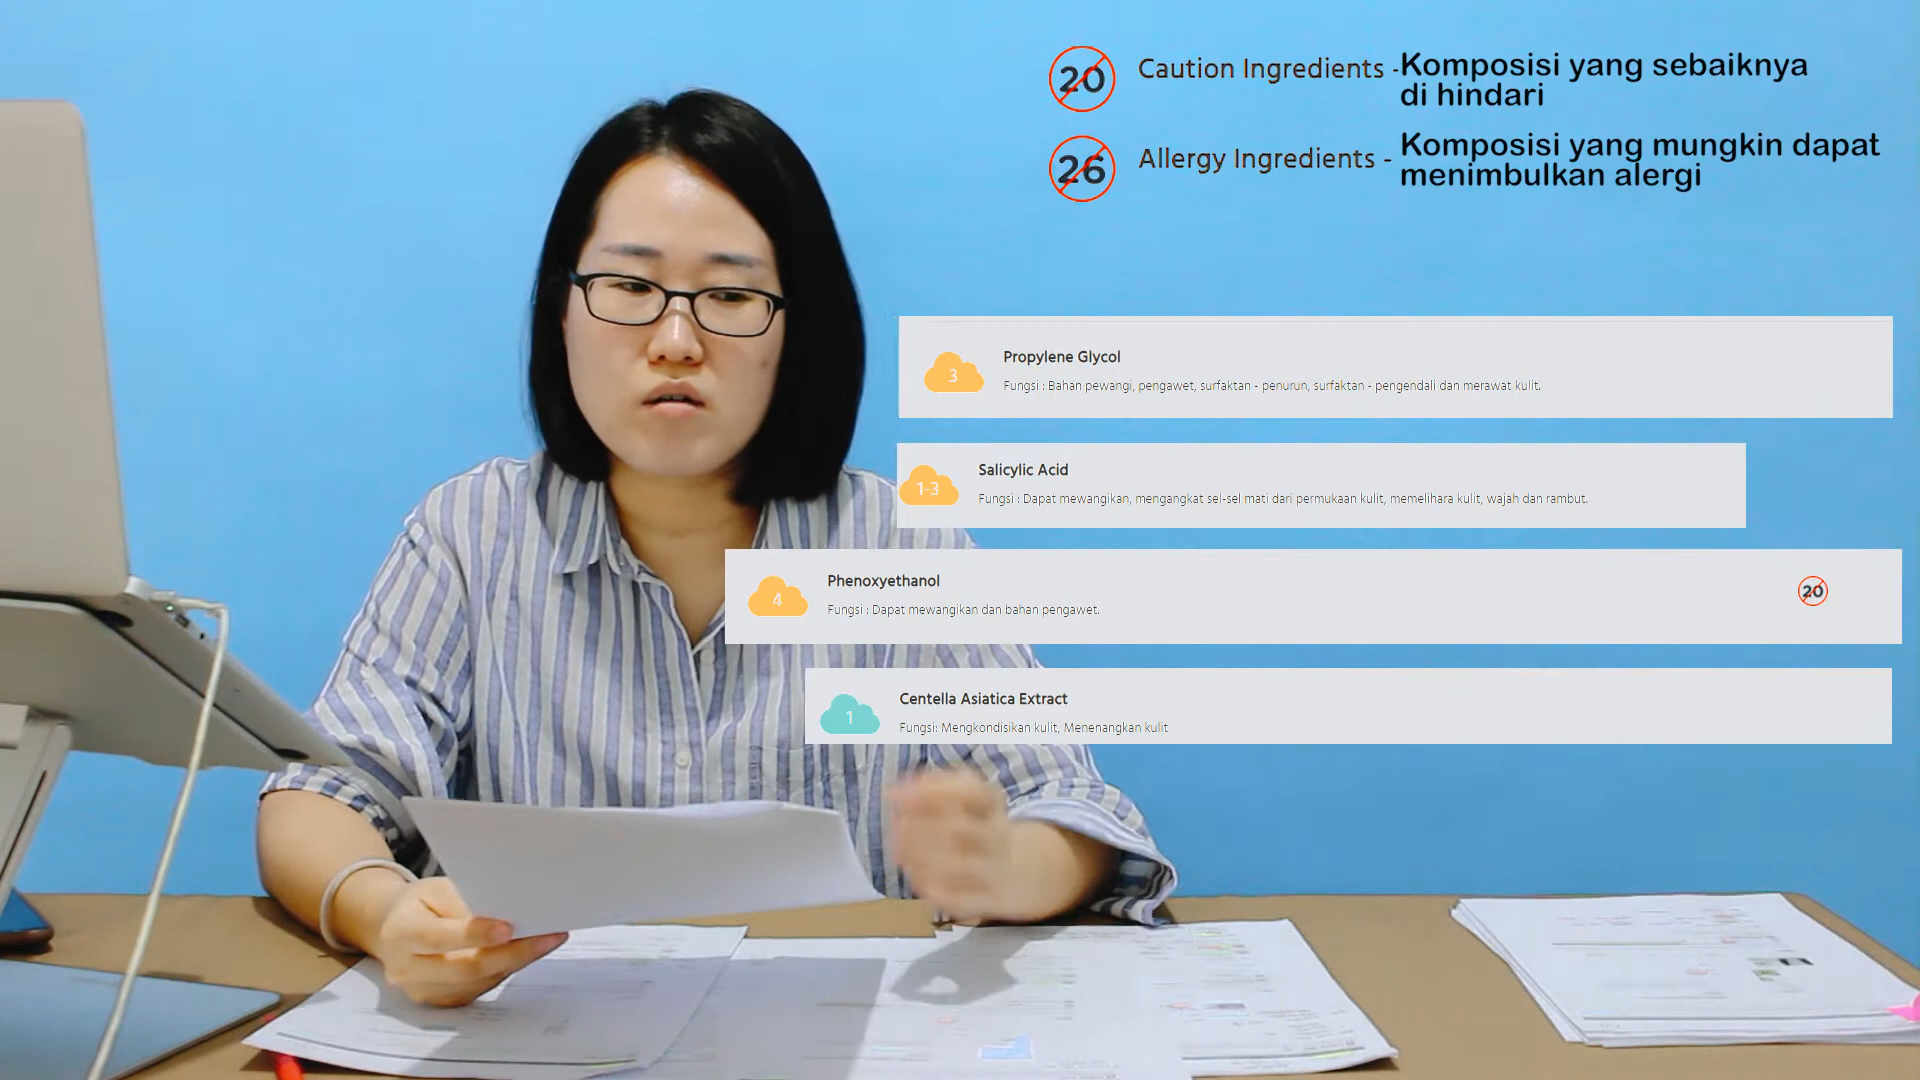 20 Caution Ingredients - Komposisi yang sebaiknya
di hindari
26 Allergy Ingredients - Komposisi yang mungkin dapat
menimbulkan alergi
Propylene Glycol
3
Fungsi : Bahan pewangi, pengawet, surfaktan - penurun, surfaktan - pengendali dan merawat kulit.
Salicylic Acid
1-3
Fungsi : Dapat mewangikan, mengangkat sel-sel mati dari permukaan kulit, memelihara kulit, wajah dan rambut.
Phenoxyethanol
4
20
Fungsi : Dapat mewangikan dan bahan pengawet.
Centella Asiatica Extract
1
Fungsi: Mengkondisikan kulit, Menenangkan kulit